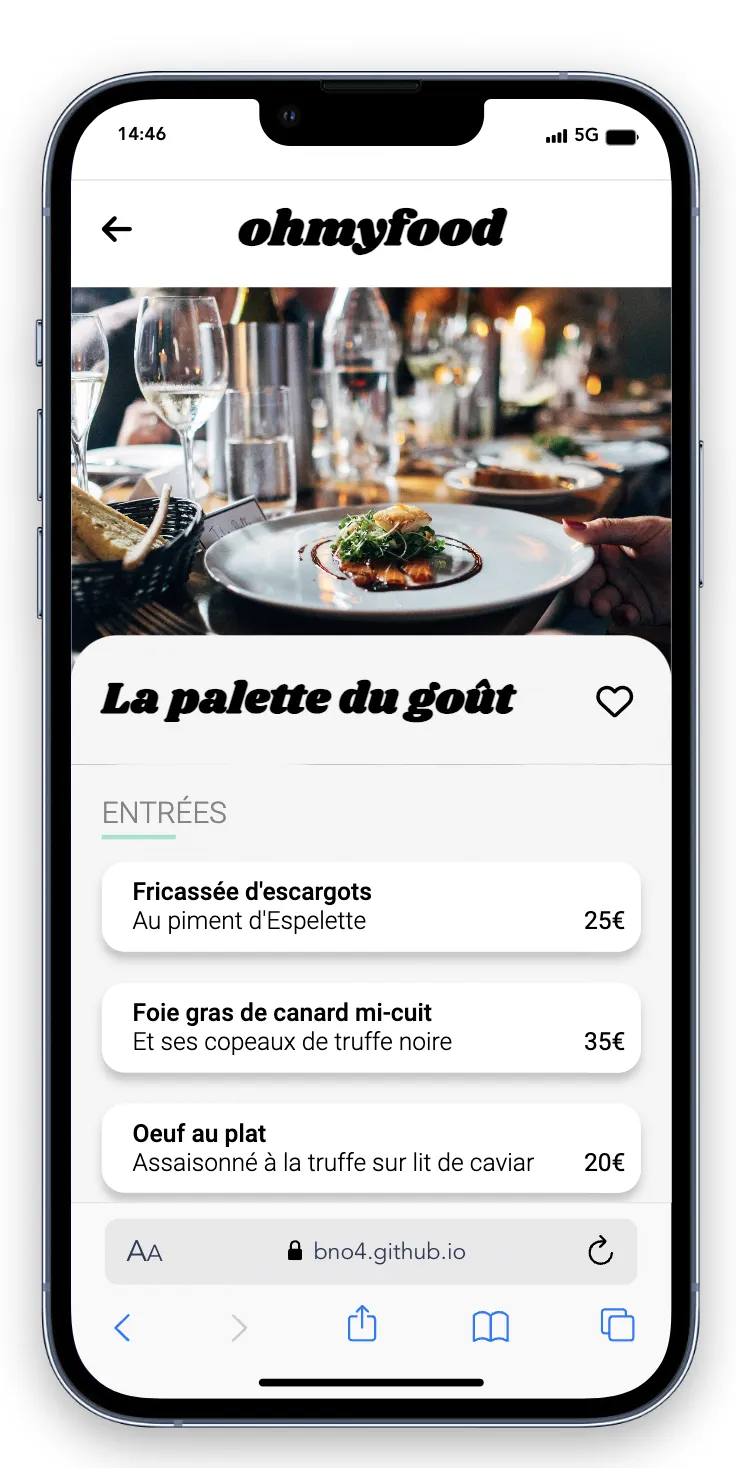 14:46 5G
ohmyfood
La palette du goût
ENTRÉES
Fricassée d'escargots
Au piment d'Espelette 25€
Foie gras de canard mi-cuit
Et ses copeaux de truffe noire 35€
Oeuf au plat
Assaisonné à la truffe sur lit de caviar 20€
AA bno4.github.io